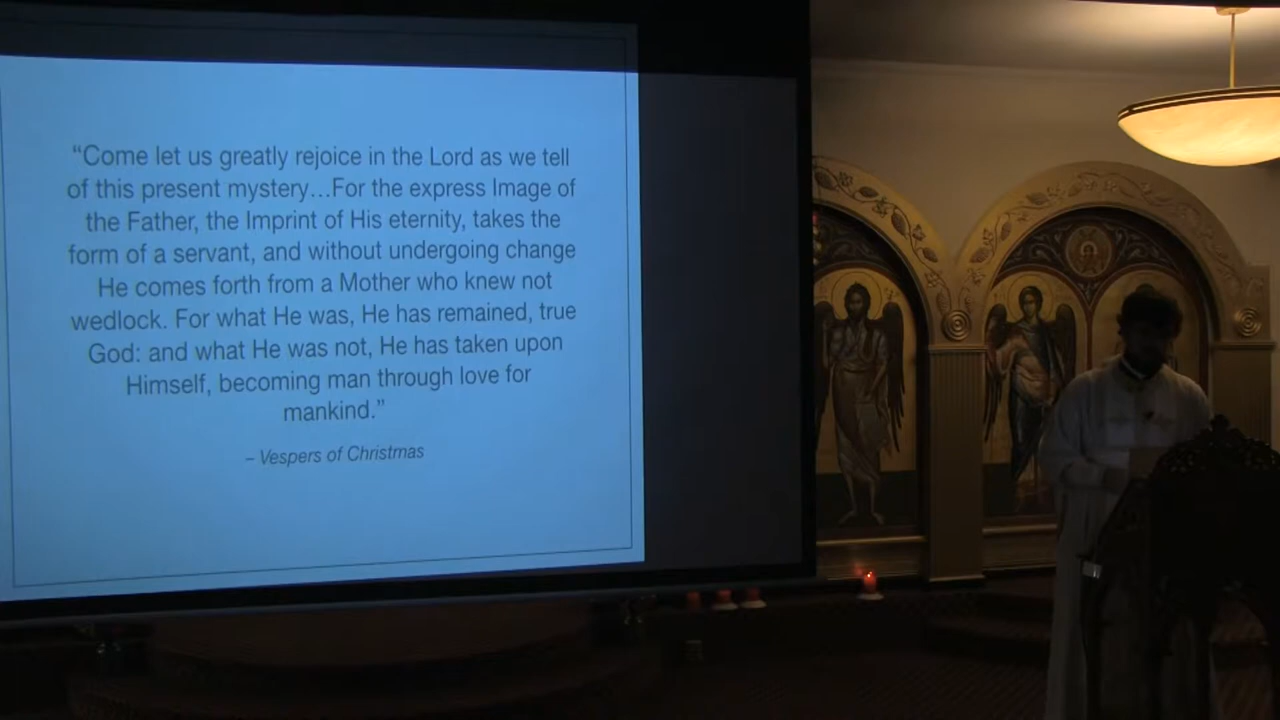 “Come let us greatly rejoice in the Lord as we tell
of this present mystery…For the express Image of
the Father, the Imprint of His eternity, takes the
form of a servant, and without undergoing change
He comes forth from a Mother who knew not
wedlock. For what He was, He has remained, true
God: and what He was not, He has taken upon
Himself, becoming man through love for
mankind.”
– Vespers of Christmas